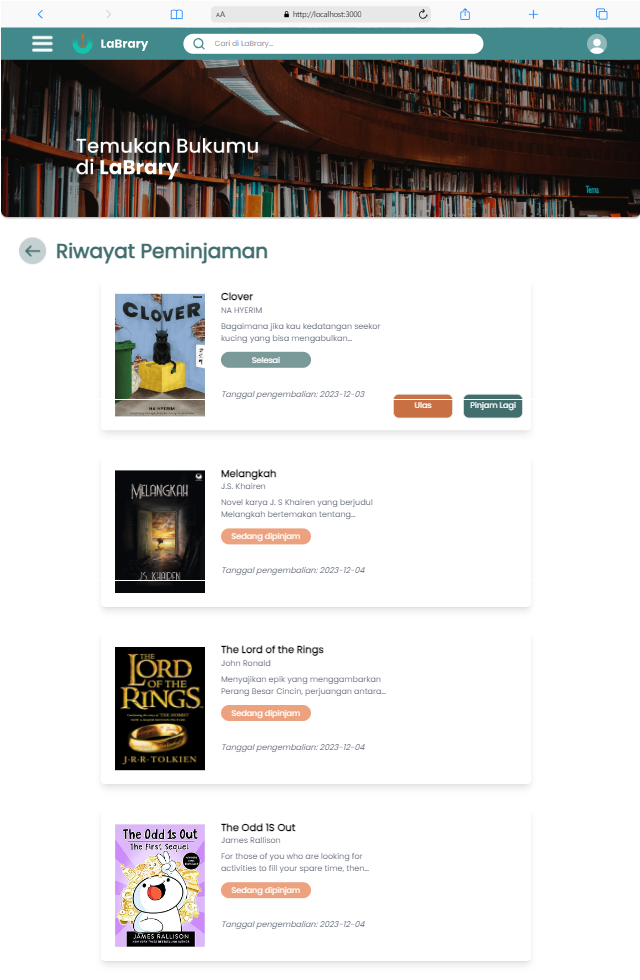 AA http://localhost:3000
LaBrary
Cari di LaBrary...
Temukan Bukumu
di LaBrary
Temu
Riwayat Peminjaman
CLOVER
NA HYERIM
Clover
NA HYERIM
Bagaimana jika kau kedatangan seekor
kucing yang bisa mengabulkan...
Selesai
Tanggal pengembalian: 2023-12-03
Ulas
Pinjam Lagi
MELANGKAH
J.S. KHAIREN
Melangkah
J.S. Khairen
Novel karya J. S Khairen yang berjudul
Melangkah bertemakan tentang...
Sedang dipinjam
Tanggal pengembalian: 2023-12-04
THE
LORD
OF THE
RINGS
J·R·R·TOLKIEN
The Lord of the Rings
John Ronald
Menyajikan epik yang menggambarkan
Perang Besar Cincin, perjuangan antara...
Sedang dipinjam
Tanggal pengembalian: 2023-12-04
The Odd 1s Out
The First Sequel
JAMES RALLISON
The Odd 1S Out
James Rallison
For those of you who are looking for
activities to fill your spare time, then...
Sedang dipinjam
Tanggal pengembalian: 2023-12-04